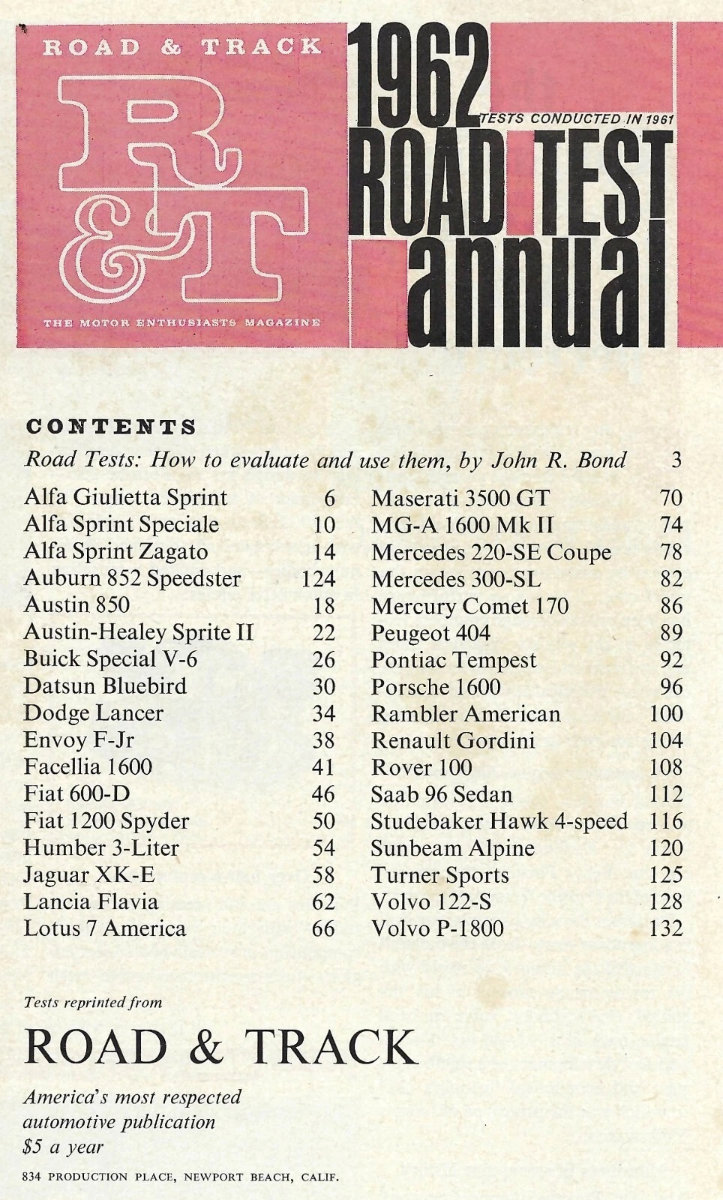 ROAD & TRACK
R
&T
THE MOTOR ENTHUSIASTS MAGAZINE
1962
TESTS CONDUCTED IN 1961
ROAD TEST
annual
CONTENTS
Road Tests: How to evaluate and use them, by John R. Bond 3
Alfa Giulietta Sprint 6
Alfa Sprint Speciale 10
Alfa Sprint Zagato 14
Auburn 852 Speedster 124
Austin 850 18
Austin-Healey Sprite II 22
Buick Special V-6 26
Datsun Bluebird 30
Dodge Lancer 34
Envoy F-Jr 38
Facellia 1600 41
Fiat 600-D 46
Fiat 1200 Spyder 50
Humber 3-Liter 54
Jaguar XK-E 58
Lancia Flavia 62
Lotus 7 America 66
Maserati 3500 GT 70
MG-A 1600 Mk II 74
Mercedes 220-SE Coupe 78
Mercedes 300-SL 82
Mercury Comet 170 86
Peugeot 404 89
Pontiac Tempest 92
Porsche 1600 96
Rambler American 100
Renault Gordini 104
Rover 100 108
Saab 96 Sedan 112
Studebaker Hawk 4-speed 116
Sunbeam Alpine 120
Turner Sports 125
Volvo 122-S 128
Volvo P-1800 132
Tests reprinted from
ROAD & TRACK
America's most respected
automotive publication
$5 a year
834 PRODUCTION PLACE, NEWPORT BEACH, CALIF.